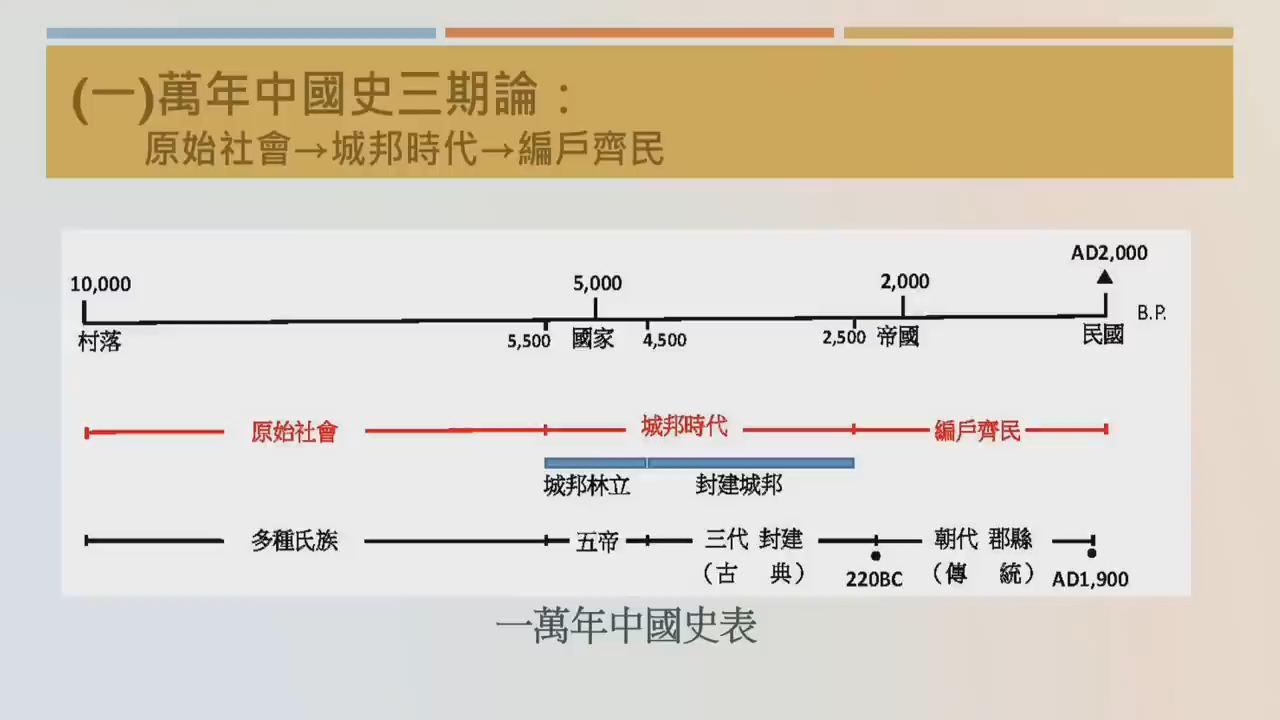 (一)萬年中國史三期論：
原始社會→城邦時代→編戶齊民
AD2,000
10,000 5,000 2,000
B.P.
村落 5,500 國家 4,500 2,500 帝國 民國
原始社會 城邦時代 編戶齊民
城邦林立 封建城邦
多種氏族 五帝 三代 封建 朝代 郡縣
（古 典） 220BC （傳 統） AD1,900
一萬年中國史表